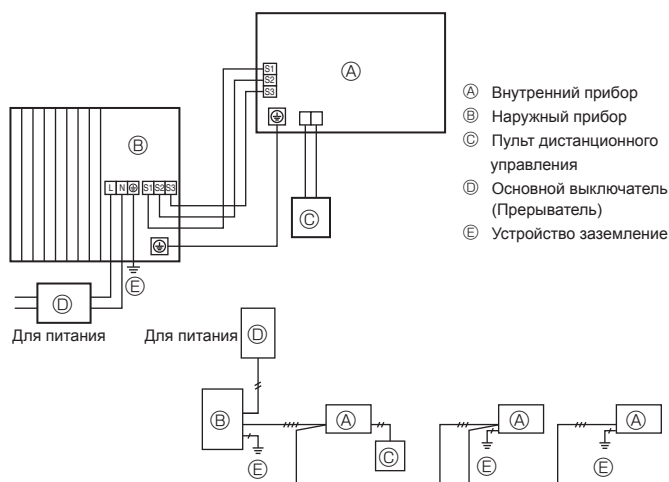 S1
S2
S3
Ⓐ
Ⓐ Внутренний прибор
Ⓑ Наружный прибор
Ⓒ Пульт дистанционного
управления
Ⓓ Основной выключатель
(Прерыватель)
Ⓔ Устройство заземление
Ⓑ
L N S1 S2 S3
Ⓒ
Ⓔ
Ⓓ
Для питания
Для питания
Ⓓ
Ⓑ
Ⓐ
Ⓐ
Ⓐ
Ⓒ
Ⓔ
Ⓔ
Ⓔ